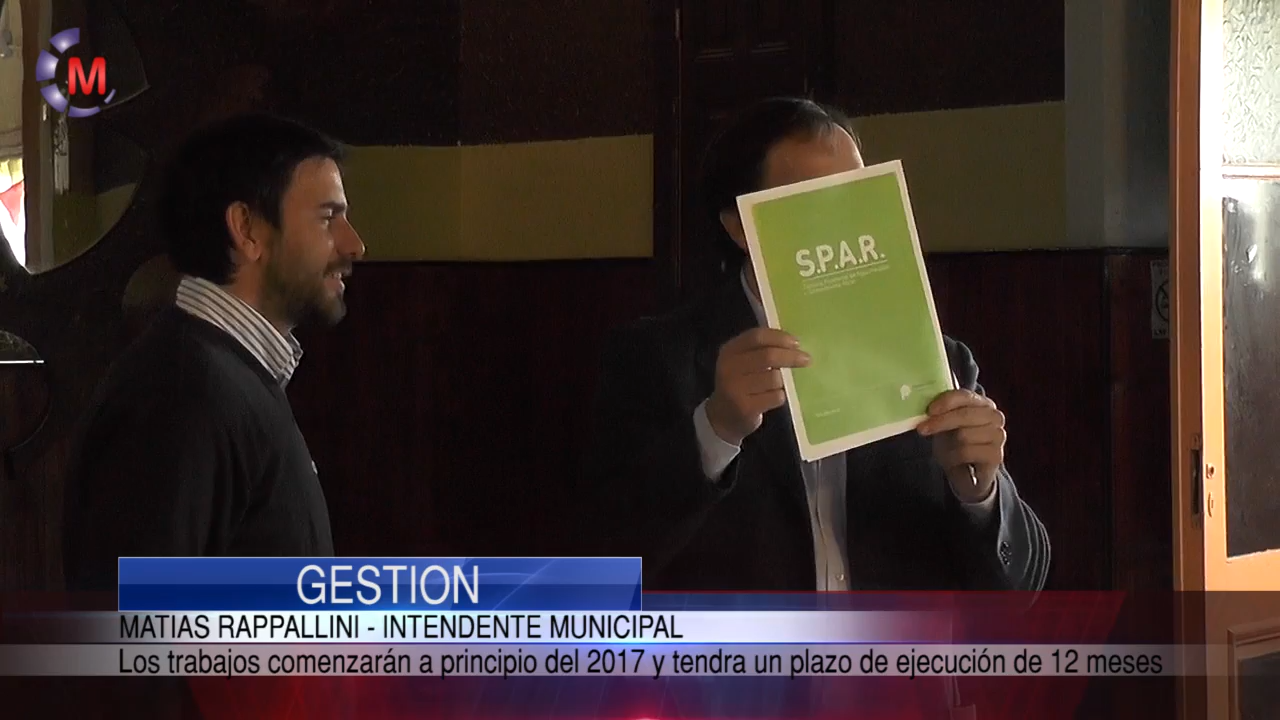 M
S.P.A.R.
GESTION
MATIAS RAPPALLINI - INTENDENTE MUNICIPAL
Los trabajos comenzarán a principio del 2017 y tendra un plazo de ejecución de 12 meses